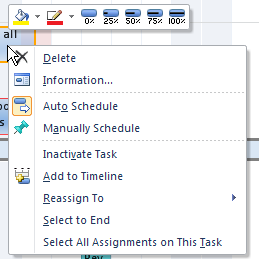 0% 25% 50% 75% 100%
all
Delete
Information...
Auto Schedule
Manually Schedule
Inactivate Task
Add to Timeline
Reassign To
Select to End
Select All Assignments on This Task